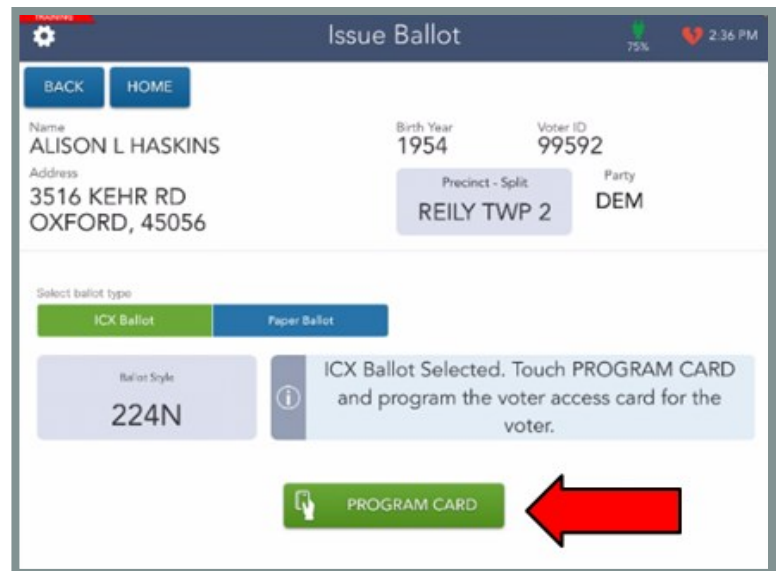 TRAINING
Issue Ballot
75%
2:36 PM
BACK
HOME
Name
ALISON L HASKINS
Birth Year
1954
Voter ID
99592
Address
3516 KEHR RD
OXFORD, 45056
Precinct - Split
REILY TWP 2
Party
DEM
Select ballot type
ICX Ballot
Paper Ballot
Ballot Style
224N
ICX Ballot Selected. Touch PROGRAM CARD
and program the voter access card for the
voter.
PROGRAM CARD